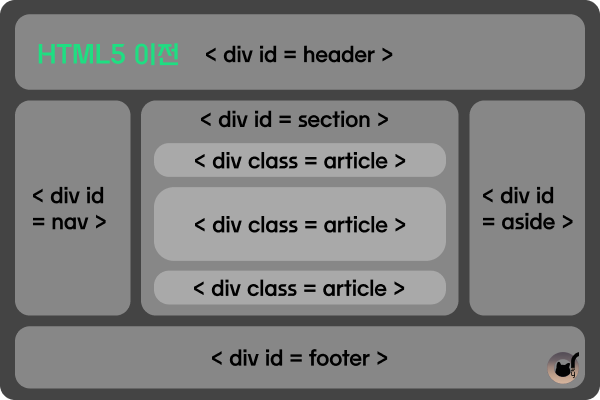 HTML5 이전 < div id = header >
< div id
= nav >
< div id = section >
< div class = article >
< div class = article >
< div class = article >
< div id
= aside >
< div id = footer >